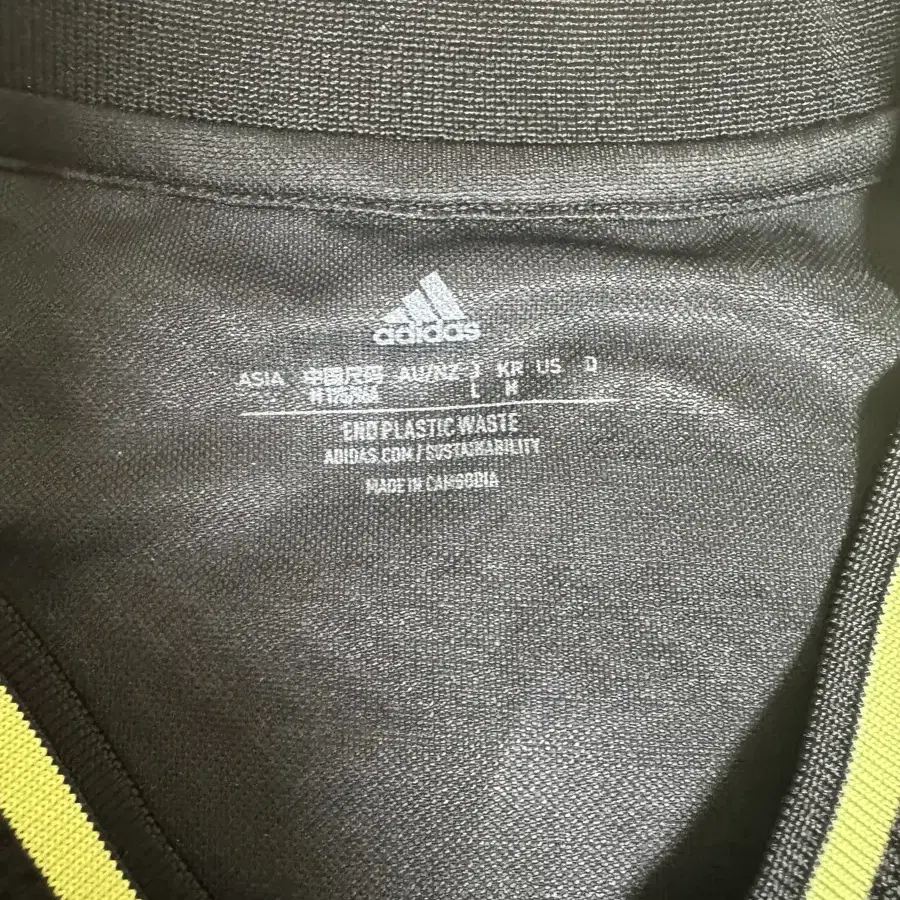 adidas
ASIA 中国尺码 AU/NZ J KR US D
L M
END PLASTIC WASTE
ADIDAS.COM/SUSTAINABILITY
MADE IN CAMBODIA